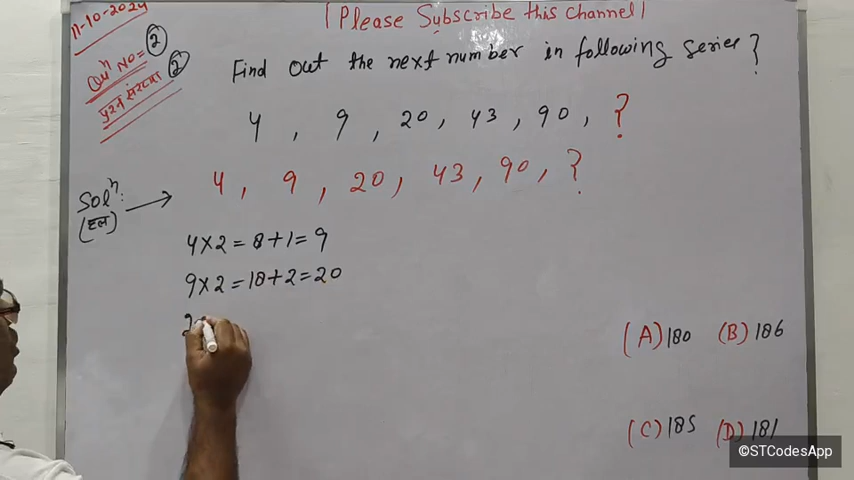 11-10-2024
| Please Subscribe this channel |
Quⁿ No= 2
प्रश्न संख्या 2
Find out the next number in following series ?
4 , 9 , 20 , 43 , 90 , ?
Solⁿ:
(हल)
4 , 9 , 20 , 43 , 90 , ?
4×2=8+1=9
9×2=18+2=20
(A) 180 (B) 186
(C) 185 (D) 181
©STCodesApp